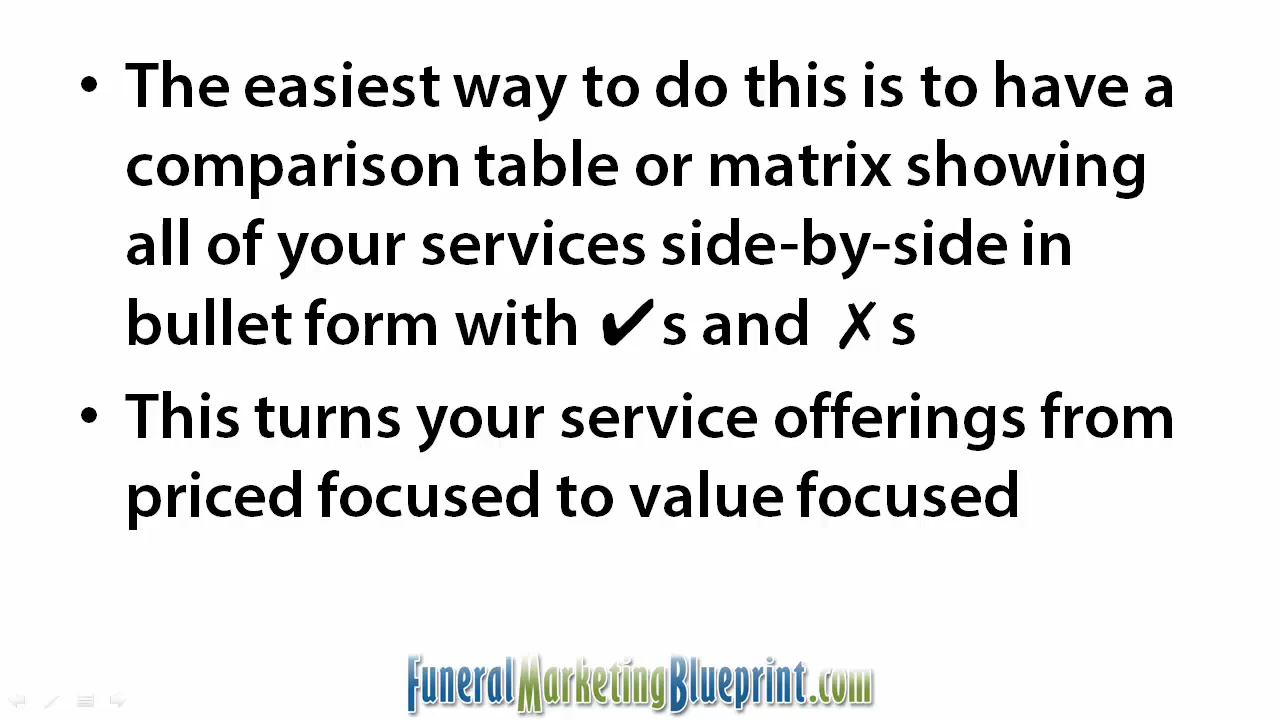 • The easiest way to do this is to have a
comparison table or matrix showing
all of your services side-by-side in
bullet form with ✔s and ✗s
• This turns your service offerings from
priced focused to value focused
FuneralMarketingBlueprint.com